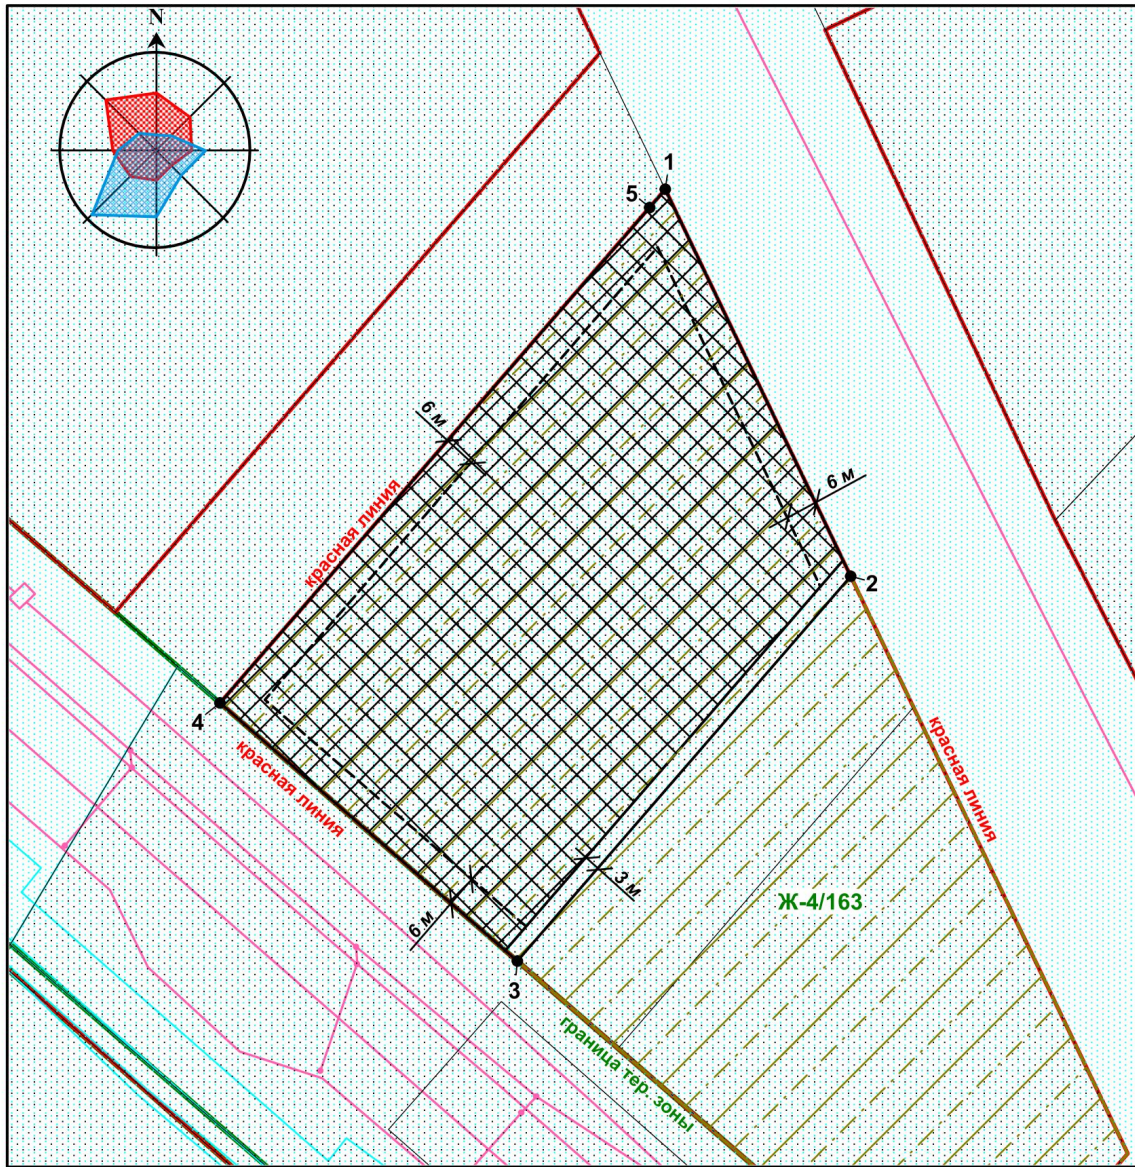 N
1
5
6 м
красная линия
6 м
2
4
красная линия
красная линия
3 м
Ж-4/163
6 м
3
граница тер. зоны